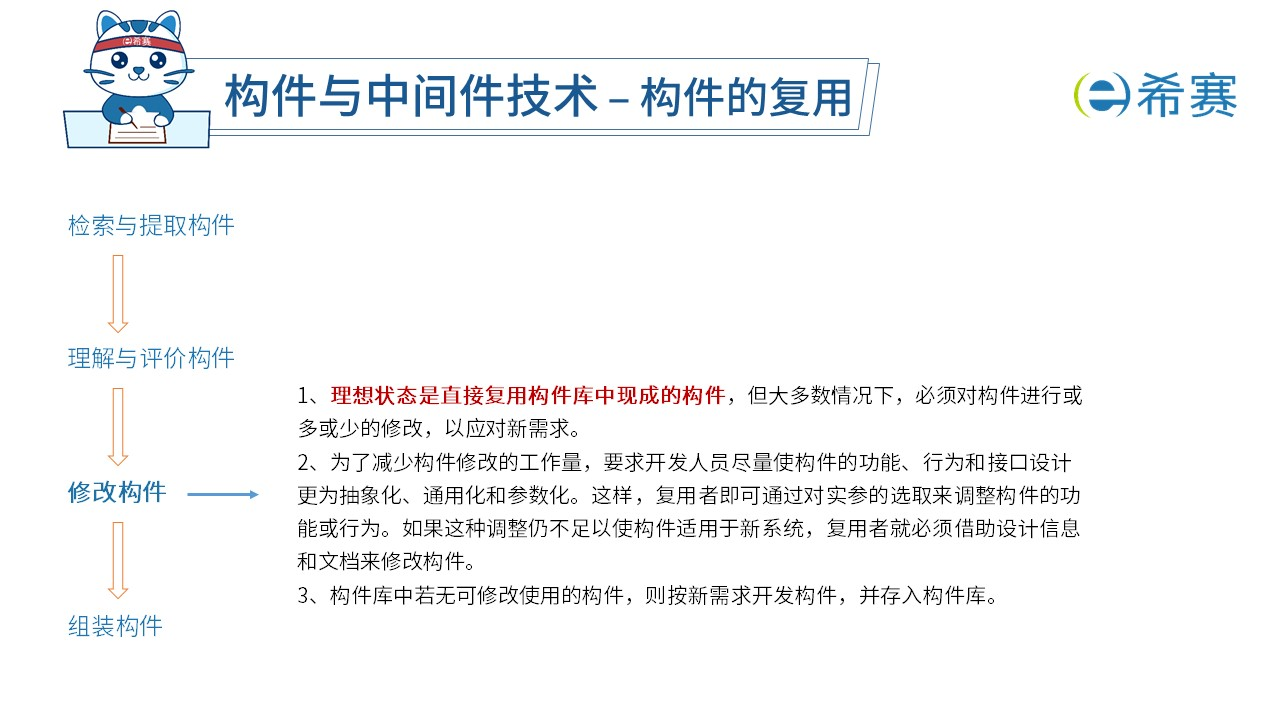 希赛
构件与中间件技术 – 构件的复用
希赛
检索与提取构件
理解与评价构件
修改构件
组装构件
1、理想状态是直接复用构件库中现成的构件，但大多数情况下，必须对构件进行或
多或少的修改，以应对新需求。
2、为了减少构件修改的工作量，要求开发人员尽量使构件的功能、行为和接口设计
更为抽象化、通用化和参数化。这样，复用者即可通过对实参的选取来调整构件的功
能或行为。如果这种调整仍不足以使构件适用于新系统，复用者就必须借助设计信息
和文档来修改构件。
3、构件库中若无可修改使用的构件，则按新需求开发构件，并存入构件库。